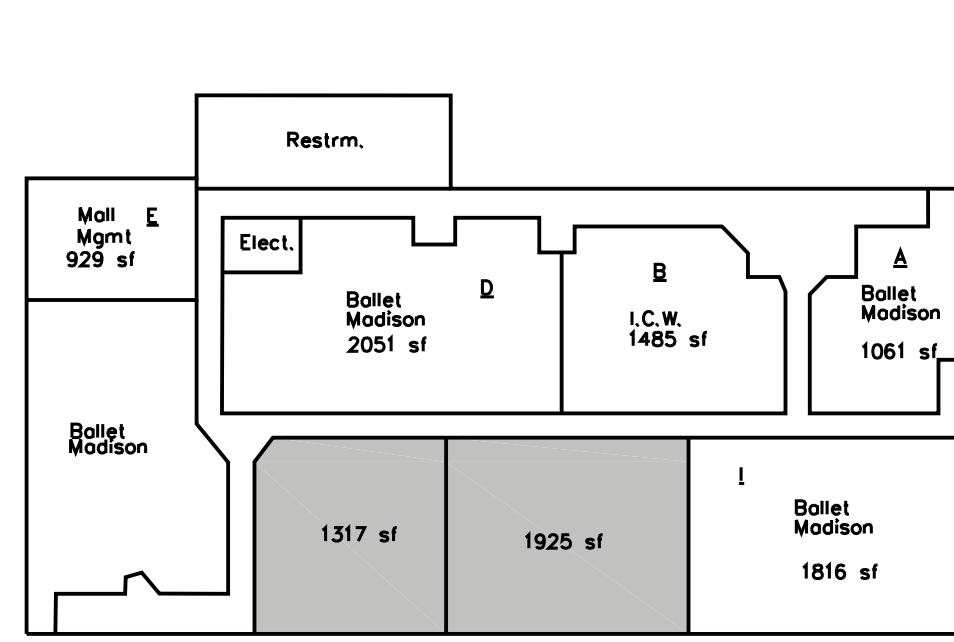 Restrm.
Mall E
Mgmt
929 sf
Elect.
Ballet
Madison
2051 sf
D
B
I.C.W.
1485 sf
A
Ballet
Madison
1061 sf
Ballet
Madison
1317 sf
1925 sf
I
Ballet
Madison
1816 sf